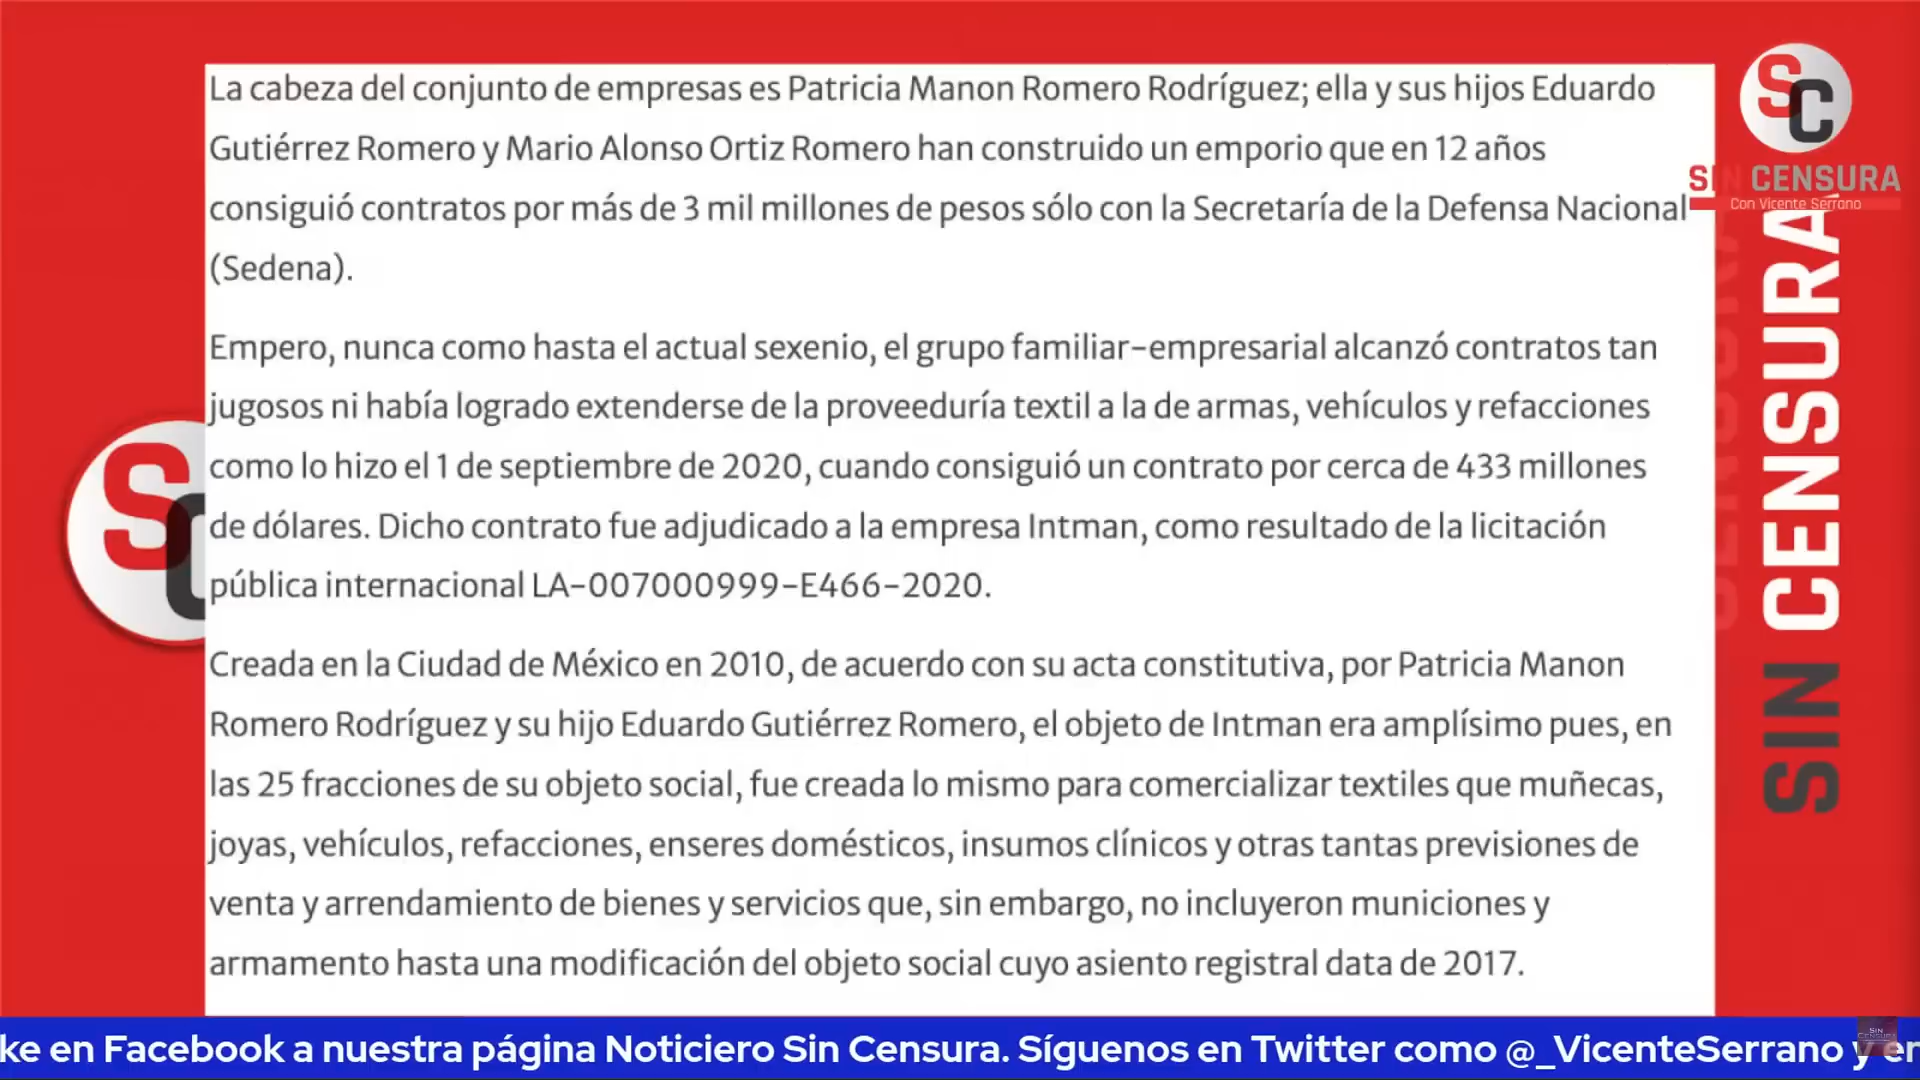 La cabeza del conjunto de empresas es Patricia Manon Romero Rodríguez; ella y sus hijos Eduardo
Gutiérrez Romero y Mario Alonso Ortiz Romero han construido un emporio que en 12 años
consiguió contratos por más de 3 mil millones de pesos sólo con la Secretaría de la Defensa Nacional
(Sedena).
Empero, nunca como hasta el actual sexenio, el grupo familiar-empresarial alcanzó contratos tan
jugosos ni había logrado extenderse de la proveeduría textil a la de armas, vehículos y refacciones
como lo hizo el 1 de septiembre de 2020, cuando consiguió un contrato por cerca de 433 millones
de dólares. Dicho contrato fue adjudicado a la empresa Intman, como resultado de la licitación
pública internacional LA-007000999-E466-2020.
Creada en la Ciudad de México en 2010, de acuerdo con su acta constitutiva, por Patricia Manon
Romero Rodríguez y su hijo Eduardo Gutiérrez Romero, el objeto de Intman era amplísimo pues, en
las 25 fracciones de su objeto social, fue creada lo mismo para comercializar textiles que muñecas,
joyas, vehículos, refacciones, enseres domésticos, insumos clínicos y otras tantas previsiones de
venta y arrendamiento de bienes y servicios que, sin embargo, no incluyeron municiones y
armamento hasta una modificación del objeto social cuyo asiento registral data de 2017.
SC
SIN CENSURA
Con Vicente Serrano
SIN CENSURA
SC
ke en Facebook a nuestra página Noticiero Sin Censura. Síguenos en Twitter como @_VicenteSerrano y en
SIN
CENSURA